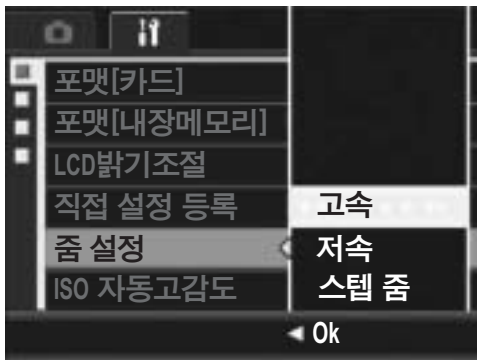 포맷[카드]
포맷[내장메모리]
LCD밝기조절
직접 설정 등록 고속
줌 설정 저속
ISO 자동고감도 스텝 줌
◄ Ok